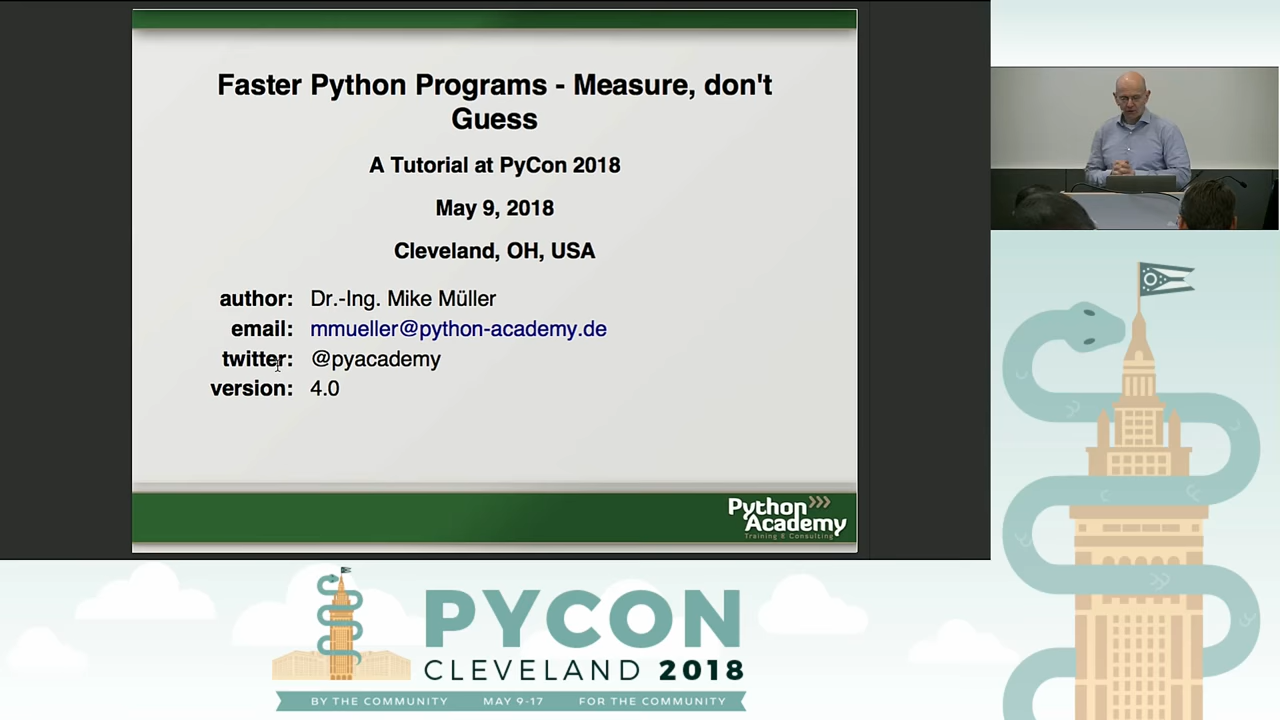 Faster Python Programs - Measure, don't
Guess
A Tutorial at PyCon 2018
May 9, 2018
Cleveland, OH, USA
author: Dr.-Ing. Mike Müller
email: mmueller@python-academy.de
twitter: @pyacademy
version: 4.0
Python
Academy
Training & Consulting
PYCON
CLEVELAND 2018
BY THE COMMUNITY MAY 9-17 FOR THE COMMUNITY